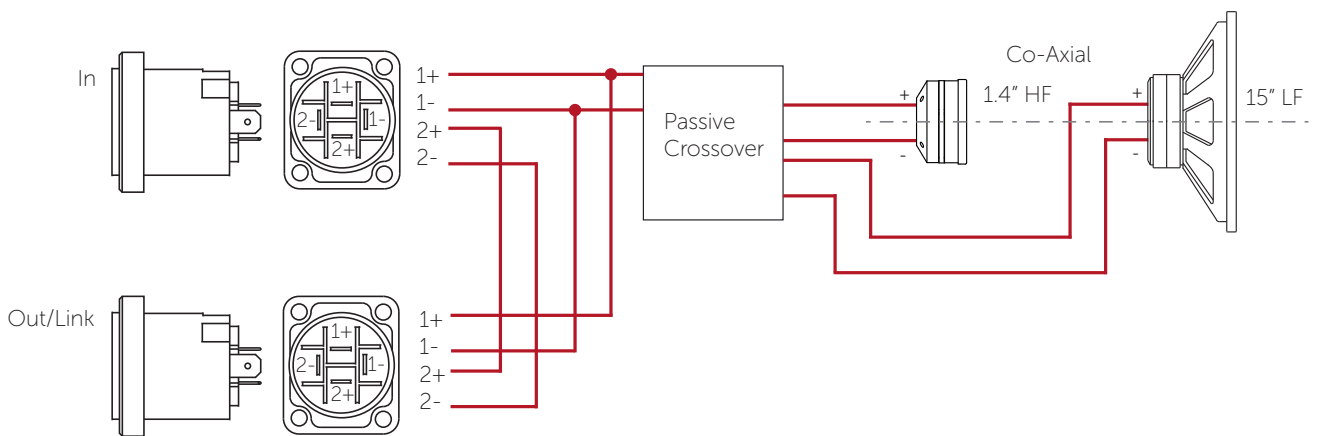 In
1+
2-
1-
2+
1+
1-
2+
2-
Passive
Crossover
+
-
Co-Axial
1.4” HF
+
-
15” LF
Out/Link
1+
2-
1-
2+
1+
1-
2+
2-